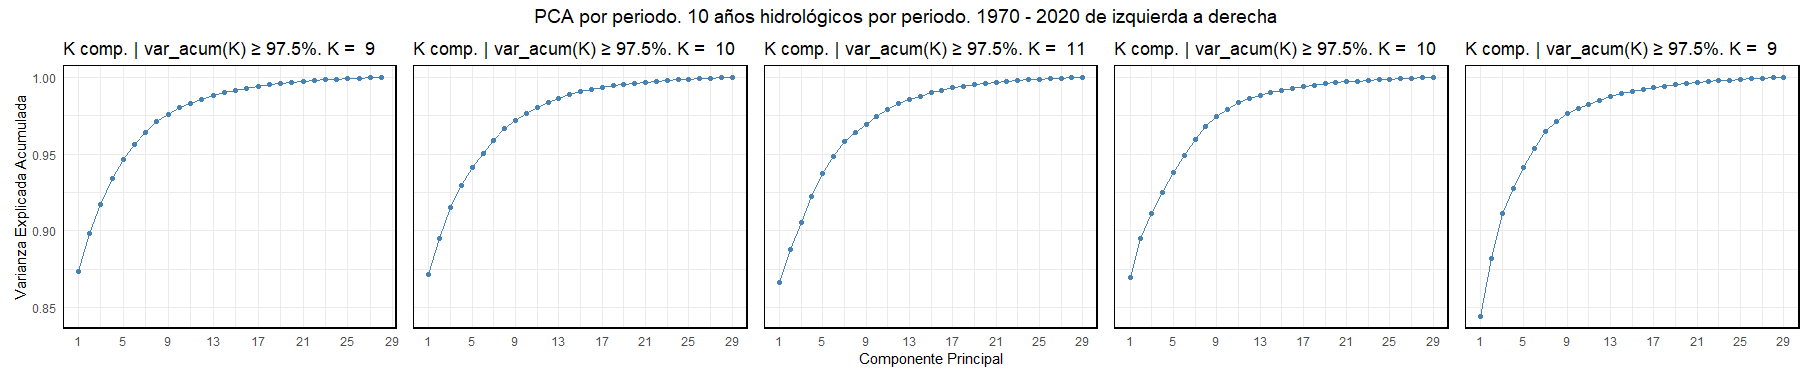 PCA por periodo. 10 años hidrológicos por periodo. 1970 - 2020 de izquierda a derecha
K comp. | var_acum(K) ≥ 97.5%. K =  9
K comp. | var_acum(K) ≥ 97.5%. K =  10
K comp. | var_acum(K) ≥ 97.5%. K =  11
K comp. | var_acum(K) ≥ 97.5%. K =  10
K comp. | var_acum(K) ≥ 97.5%. K =  9
Varianza Explicada Acumulada
1.00
0.95
0.90
0.85
1 5 9 13 17 21 25 29
1 5 9 13 17 21 25 29
1 5 9 13 17 21 25 29
1 5 9 13 17 21 25 29
1 5 9 13 17 21 25 29
Componente Principal